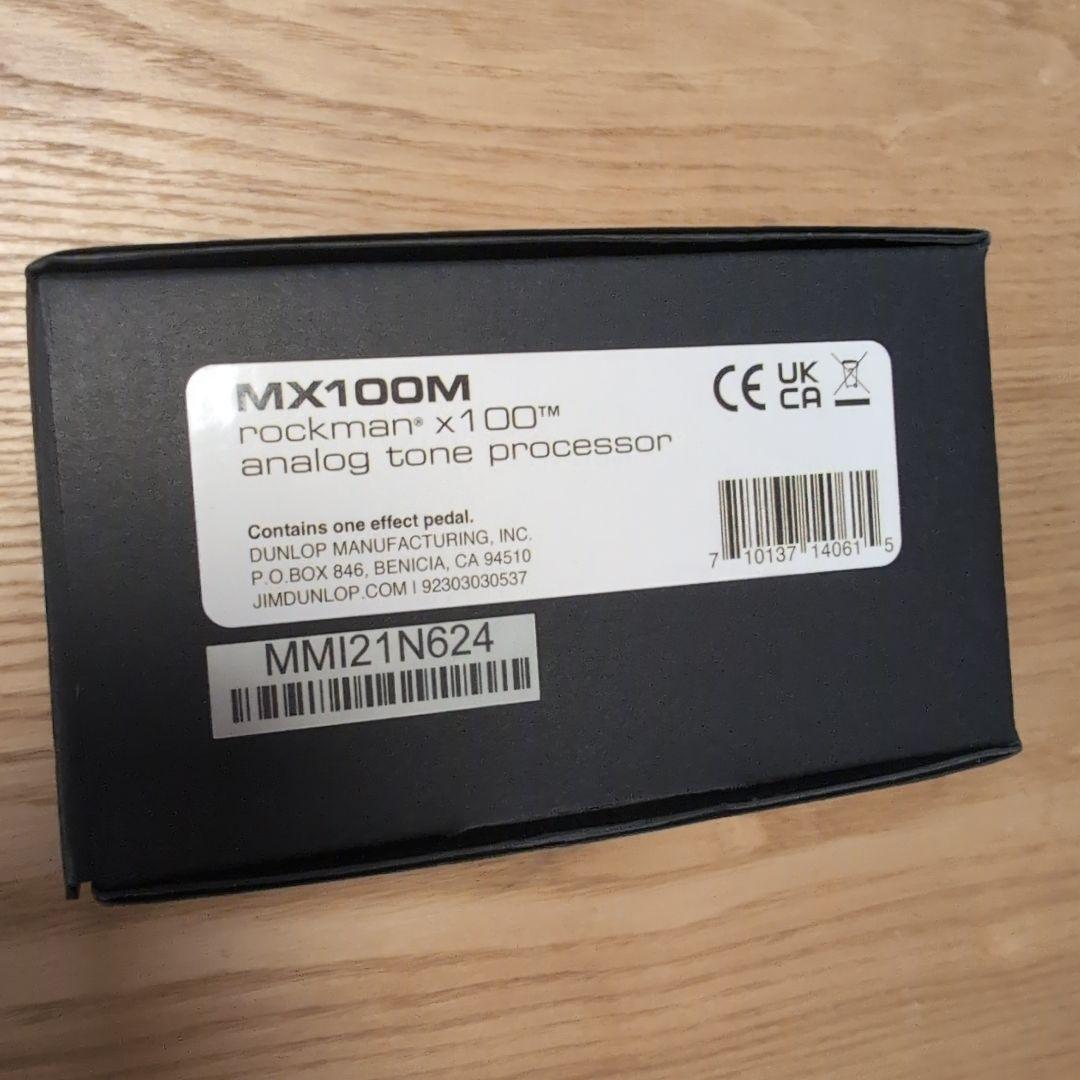 MX100M
rockman® x100™
analog tone processor
CE UK CA
Contains one effect pedal.
DUNLOP MANUFACTURING, INC.
P.O.BOX 846, BENICIA, CA 94510
JIMDUNLOP.COM | 92303030537
7 10137 14061 5
MMI21N624